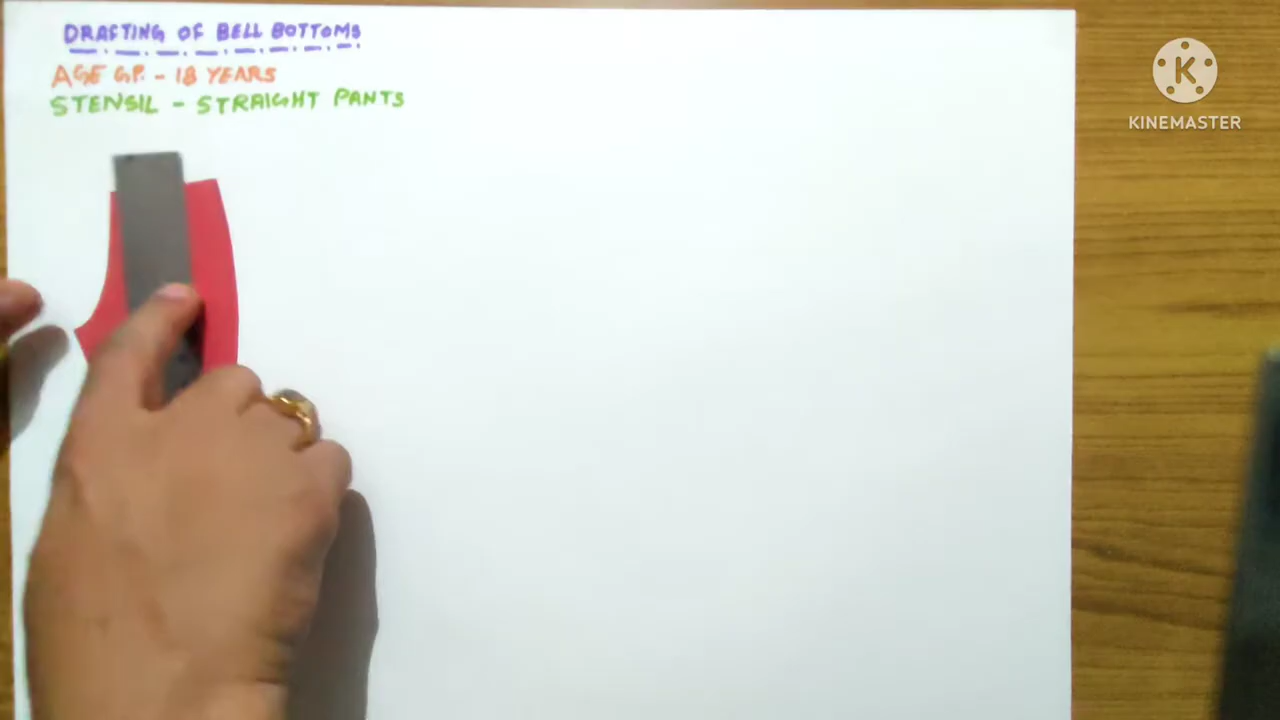 DRAFTING OF BELL BOTTOMS
AGE GP. - 18 YEARS
STENSIL - STRAIGHT PANTS
K
KINEMASTER